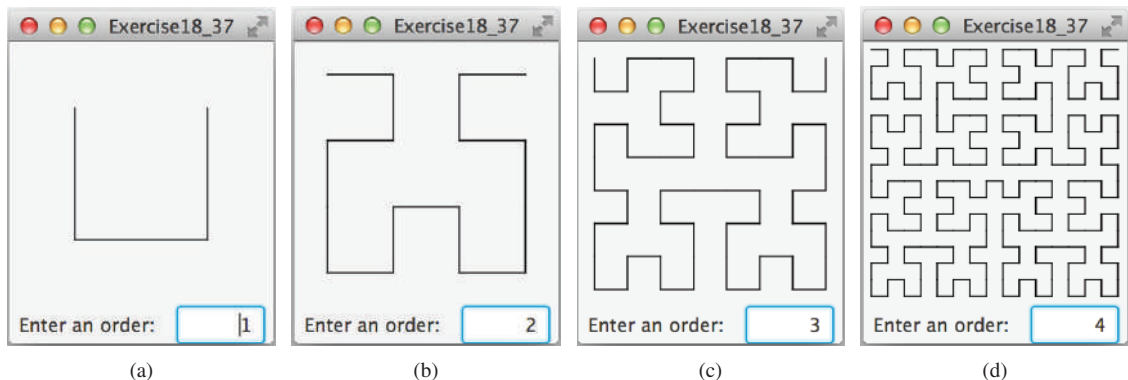 Exercise18_37 Exercise18_37 Exercise18_37 Exercise18_37
Enter an order: 1 Enter an order: 2 Enter an order: 3 Enter an order: 4
(a) (b) (c) (d)